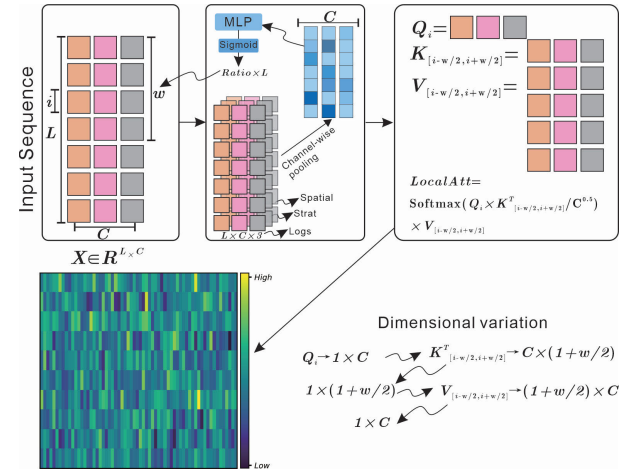 Input Sequence
i
L
w
C
X∈R^{L×C}
MLP
Sigmoid
Ratio×L
C
Channel-wise
pooling
Spatial
Strat
Logs
L×C×3
Q_i=
K_{[i-w/2,i+w/2]}=
V_{[i-w/2,i+w/2]}=
LocalAtt=
Softmax(Q_i×K^T_{[i-w/2,i+w/2]}/C^{0.5})
×V_{[i-w/2,i+w/2]}
High
Low
Dimensional variation
Q_i→1×C K^T_{[i-w/2,i+w/2]}→C×(1+w/2)
1×(1+w/2) V_{[i-w/2,i+w/2]}→(1+w/2)×C
1×C